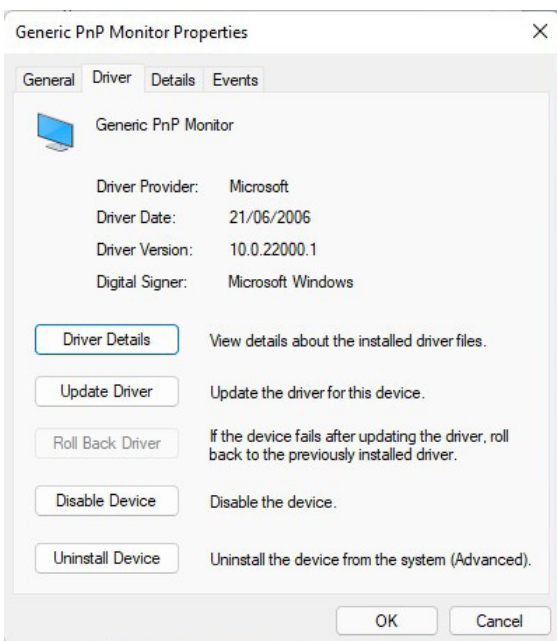 Generic PnP Monitor Properties
General Driver Details Events
Generic PnP Monitor
Driver Provider: Microsoft
Driver Date: 21/06/2006
Driver Version: 10.0.22000.1
Digital Signer: Microsoft Windows
Driver Details View details about the installed driver files.
Update Driver Update the driver for this device.
Roll Back Driver If the device fails after updating the driver, roll
back to the previously installed driver.
Disable Device Disable the device.
Uninstall Device Uninstall the device from the system (Advanced).
OK Cancel